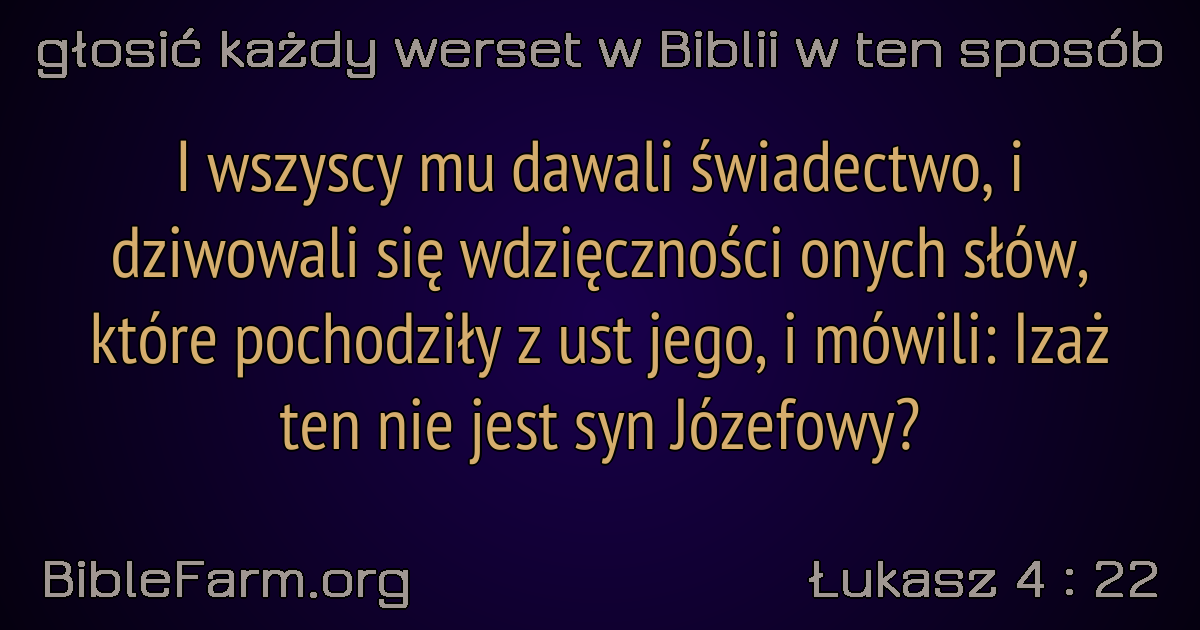 głosić każdy werset w Biblii w ten sposób
I wszyscy mu dawali świadectwo, i
dziwowali się wdzięczności onych słów,
które pochodziły z ust jego, i mówili: Izaż
ten nie jest syn Józefowy?
BibleFarm.org
Łukasz 4 : 22